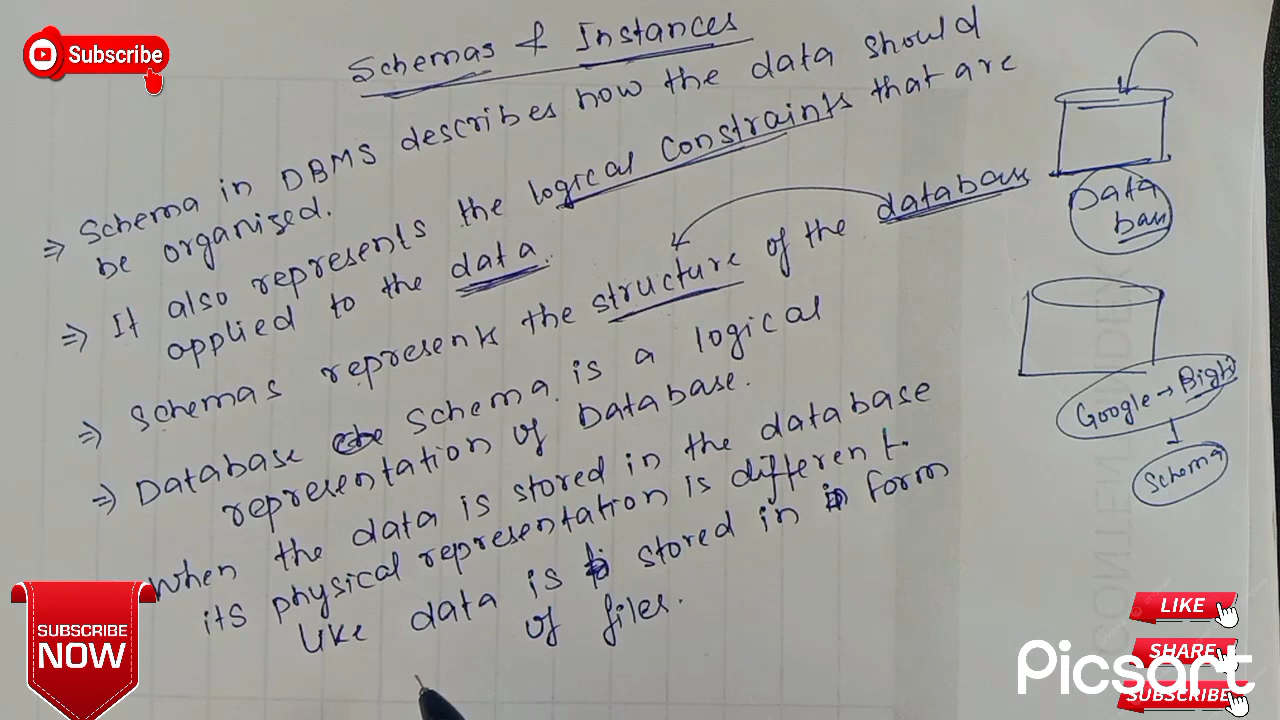 Subscribe
Schemas & Instances
⇒ Schema in DBMS describes how the data should
be organised.
⇒ It also represents the logical constraints that are
applied to the data.
⇒ Schemas represents the structure of the database
⇒ Database Schema is a logical
representation of Database.
When the data is stored in the database
its physical representation is different.
like data is stored in form
of files.
Data
base
Google →
Schema
SUBSCRIBE
NOW
LIKE
SHARE
SUBSCRIBE
Picsart
CONTENT INDEX